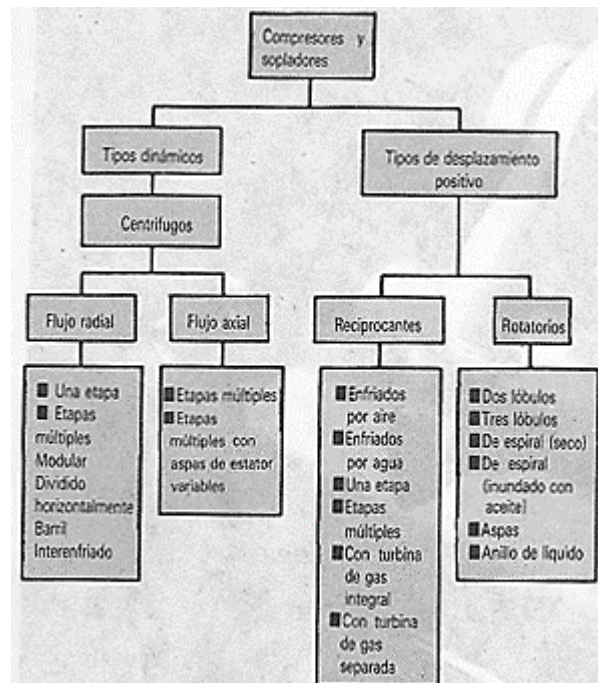 Compresores y
sopladores
Tipos dinámicos
Tipos de desplazamiento
positivo
Centrífugos
Flujo radial
Flujo axial
Reciprocantes
Rotatorios
Una etapa
Etapas
múltiples
Modular
Dividido
horizontalmente
Barril
Interenfriado
Etapas múltiples
Etapas
múltiples con
aspas de estator
variables
Enfriados
por aire
Enfriados
por agua
Una etapa
Etapas
múltiples
Con turbina
de gas
integral
Con turbina
de gas
separada
Dos lóbulos
Tres lóbulos
De espiral (seco)
De espiral
(inundado con
aceite)
Aspas
Anillo de líquido